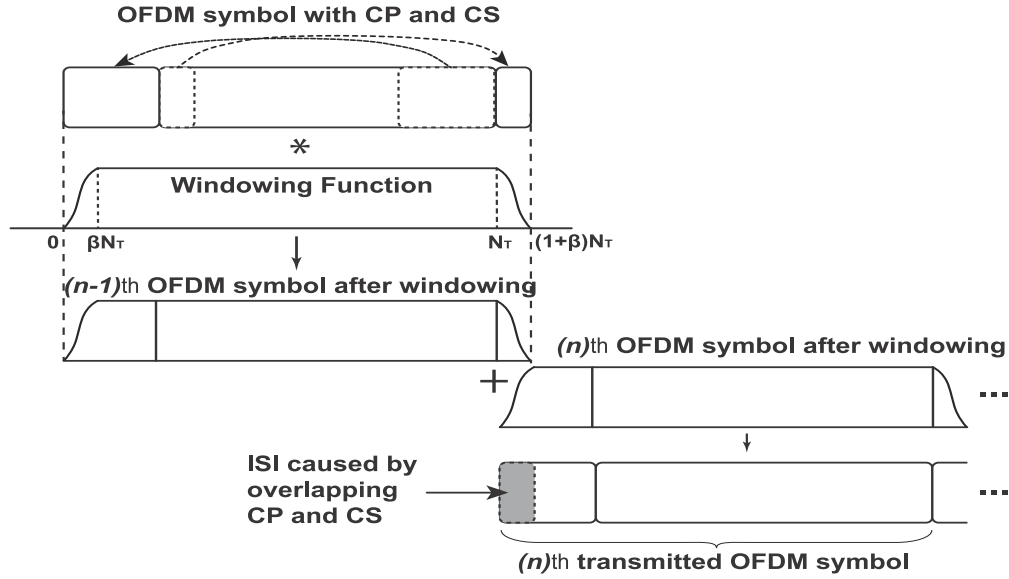 OFDM symbol with CP and CS
*
Windowing Function
0 βNT NT (1+β)NT
(n-1)th OFDM symbol after windowing
(n)th OFDM symbol after windowing
+
...
ISI caused by
overlapping
CP and CS
...
(n)th transmitted OFDM symbol